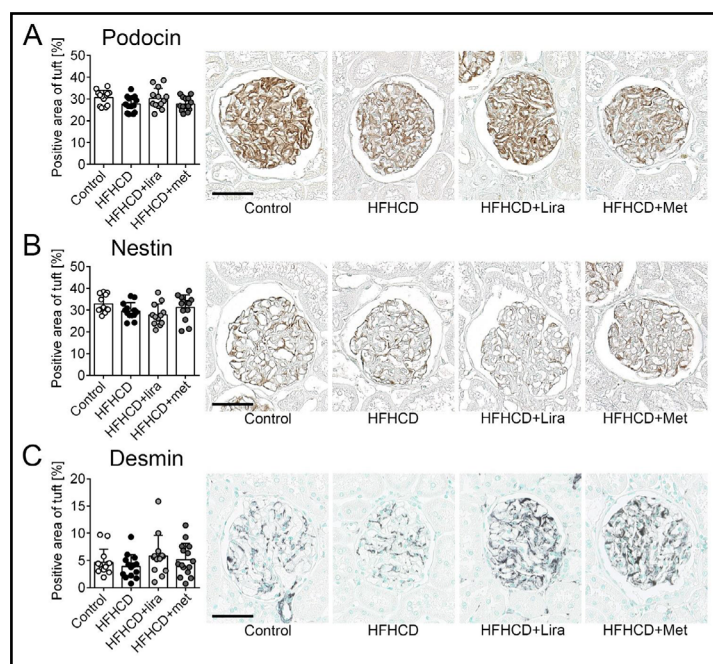 A Podocin
Positive area of tuft [%]
50
40
30
20
10
0
Control
HFHCD
HFHCD+lira
HFHCD+met
Control
HFHCD
HFHCD+Lira
HFHCD+Met
B Nestin
Positive area of tuft [%]
50
40
30
20
10
0
Control
HFHCD
HFHCD+lira
HFHCD+met
Control
HFHCD
HFHCD+Lira
HFHCD+Met
C Desmin
Positive area of tuft [%]
20
15
10
5
0
Control
HFHCD
HFHCD+lira
HFHCD+met
Control
HFHCD
HFHCD+Lira
HFHCD+Met